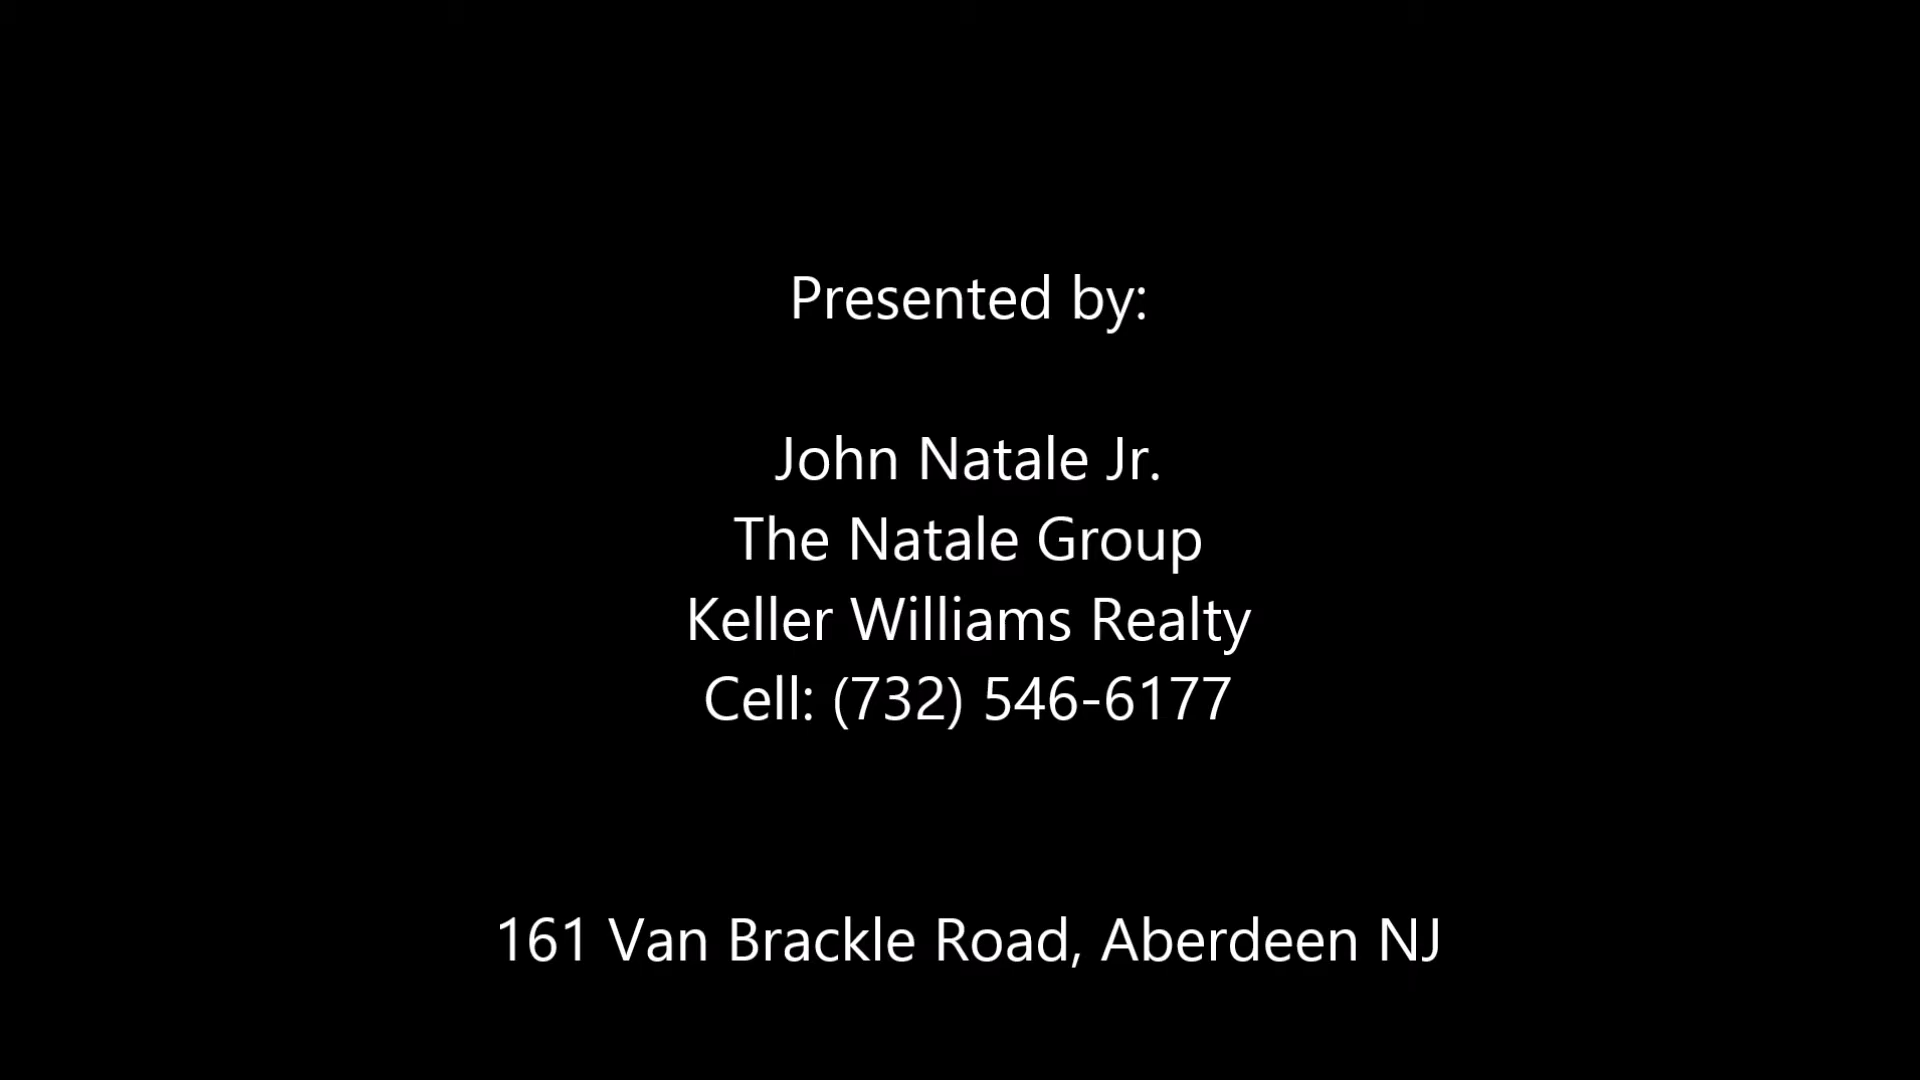 Presented by:
John Natale Jr.
The Natale Group
Keller Williams Realty
Cell: (732) 546-6177
161 Van Brackle Road, Aberdeen NJ